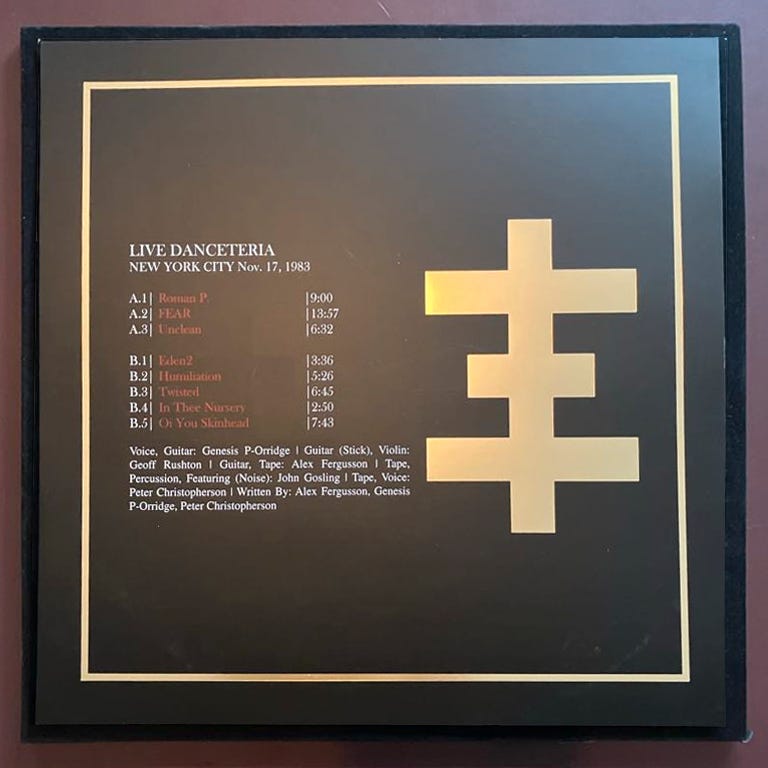 LIVE DANCETERIA
NEW YORK CITY Nov. 17, 1983
A.1| Roman P. |9:00
A.2| FEAR |13:57
A.3| Unclean |6:32
B.1| Eden2 |3:36
B.2| Humiliation |5:26
B.3| Twisted |6:45
B.4| In Thee Nursery |2:50
B.5| Oi You Skinhead |7:43
Voice, Guitar: Genesis P-Orridge | Guitar (Stick), Violin:
Geoff Rushton | Guitar, Tape: Alex Fergusson | Tape,
Percussion, Featuring (Noise): John Gosling | Tape, Voice:
Peter Christopherson | Written By: Alex Fergusson, Genesis
P-Orridge, Peter Christopherson